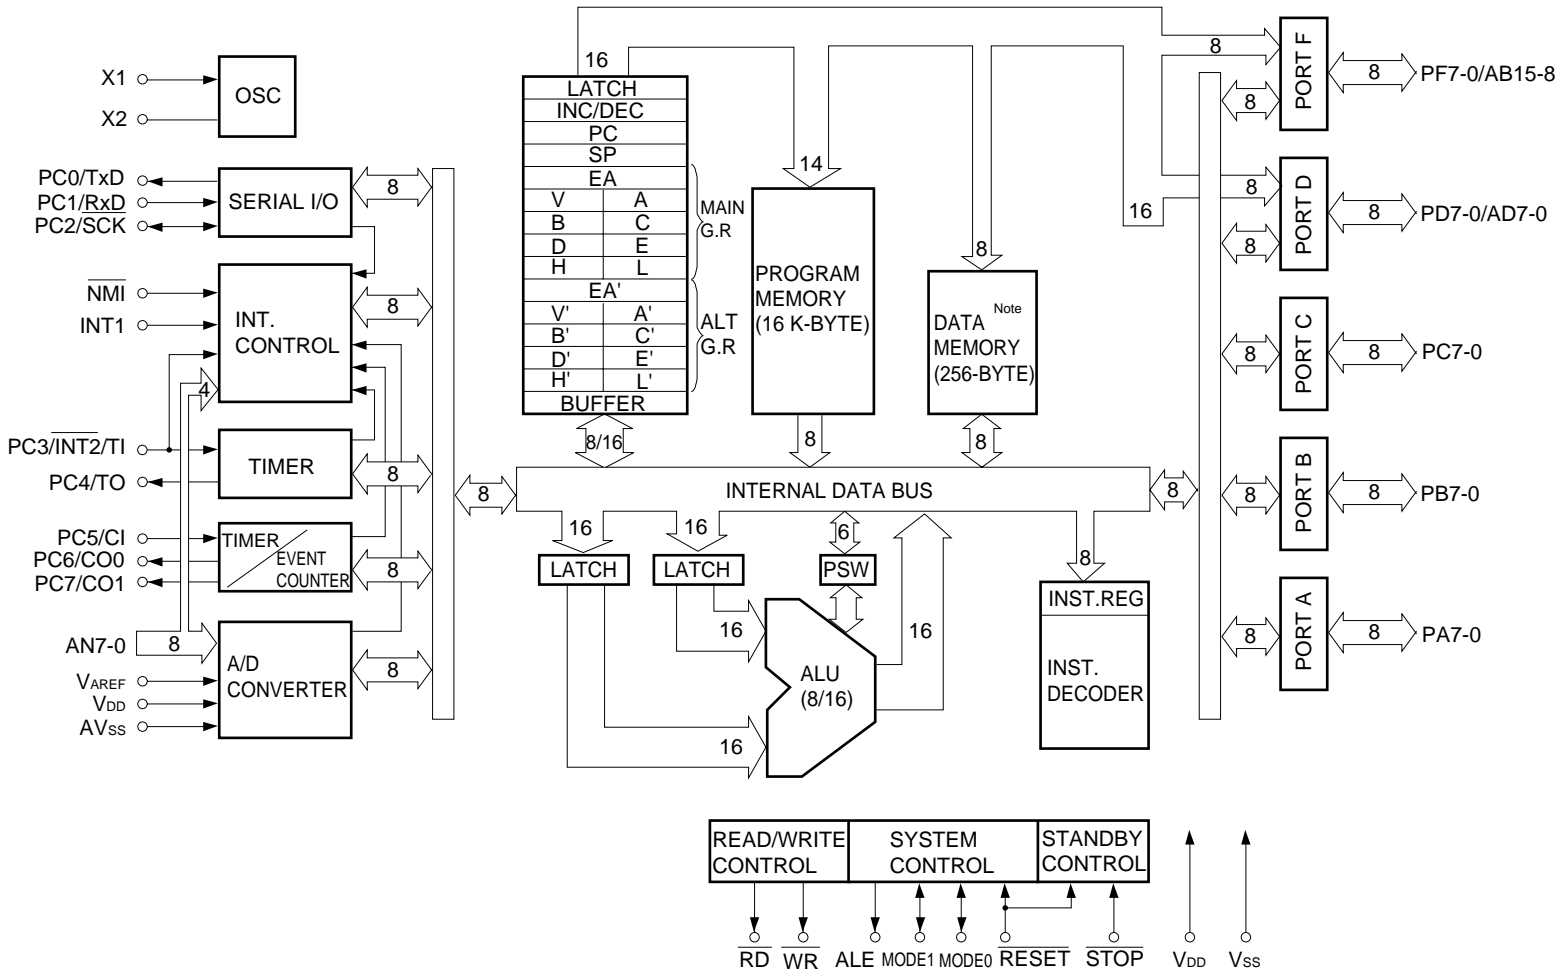 X1
X2
OSC
PC0/TxD
PC1/RxD
PC2/SCK
SERIAL I/O
8
NMI
INT1
INT.
CONTROL
8
4
PC3/INT2/TI
PC4/TO
TIMER
8
PC5/CI
PC6/CO0
PC7/CO1
TIMER
EVENT
COUNTER
8
AN7-0
8
VAREF
VDD
AVSS
A/D
CONVERTER
8
16
LATCH
INC/DEC
PC
SP
EA
V A
B C
D E
H L
EA'
V' A'
B' C'
D' E'
H' L'
BUFFER
MAIN
G.R
ALT
G.R
8/16
14
PROGRAM
MEMORY
(16 K-BYTE)
8
8
DATA Note
MEMORY
(256-BYTE)
8
16
8
INTERNAL DATA BUS
8
16
LATCH
16
LATCH
6
PSW
16
16
16
ALU
(8/16)
8
INST.REG
INST.
DECODER
8
8
PORT F
8
PF7-0/AB15-8
8
8
PORT D
8
PD7-0/AD7-0
8
PORT C
8
PC7-0
8
PORT B
8
PB7-0
8
PORT A
8
PA7-0
READ/WRITE
CONTROL
SYSTEM
CONTROL
STANDBY
CONTROL
RD WR ALE MODE1 MODE0 RESET STOP VDD VSS